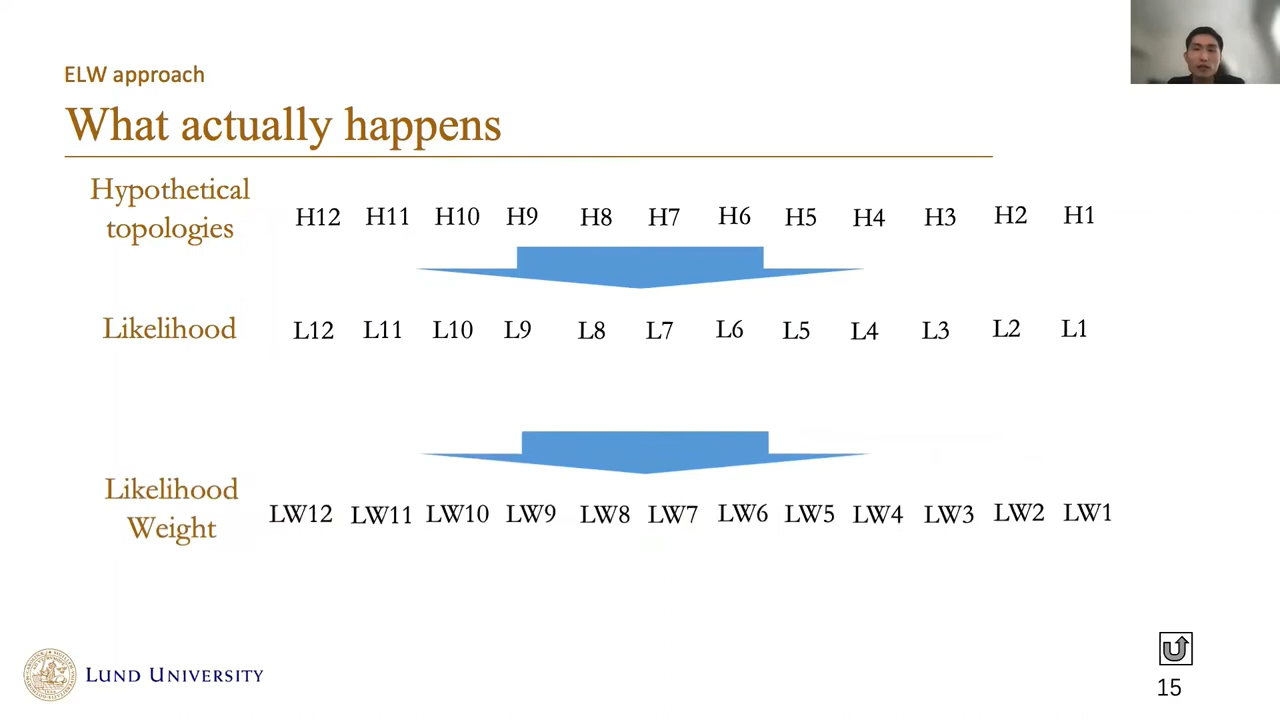 ELW approach
What actually happens
Hypothetical
topologies
H12 H11 H10 H9 H8 H7 H6 H5 H4 H3 H2 H1
Likelihood
L12 L11 L10 L9 L8 L7 L6 L5 L4 L3 L2 L1
Likelihood
Weight
LW12 LW11 LW10 LW9 LW8 LW7 LW6 LW5 LW4 LW3 LW2 LW1
LUND UNIVERSITY
15